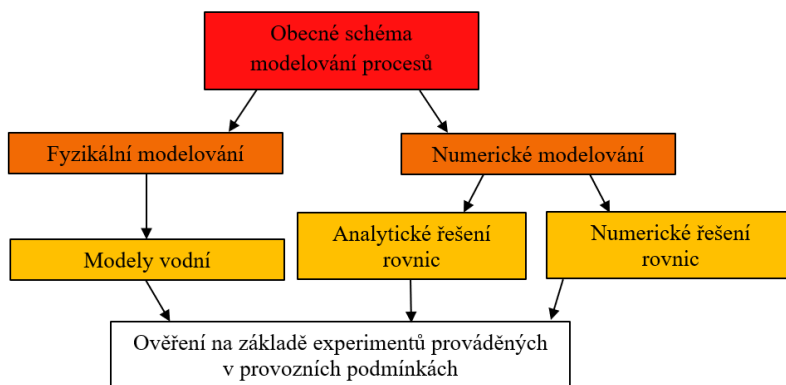 Obecné schéma
modelování procesů
Fyzikální modelování
Numerické modelování
Modely vodní
Analytické řešení
rovnic
Numerické řešení
rovnic
Ověření na základě experimentů prováděných
v provozních podmínkách